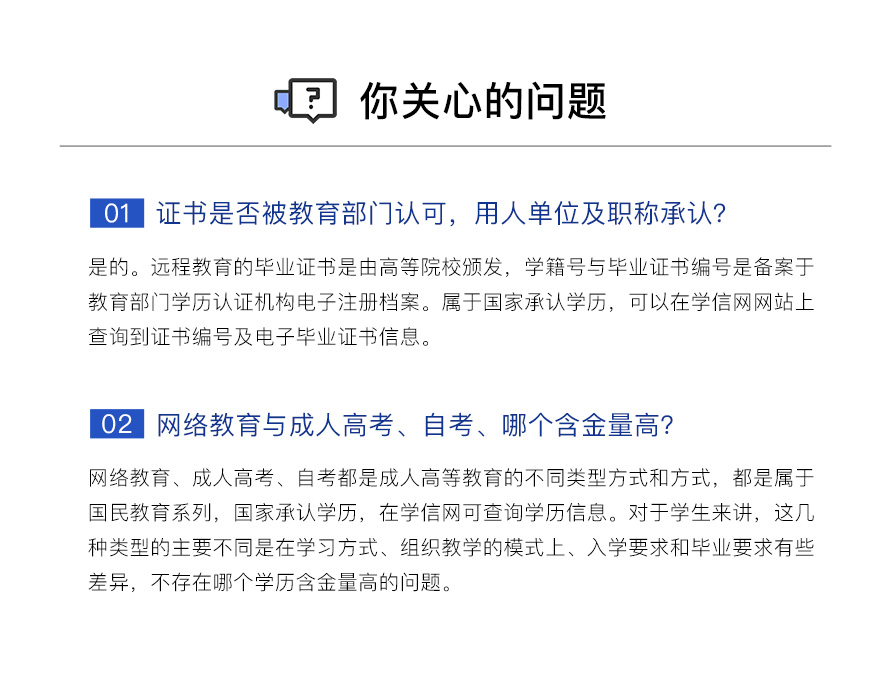 你关心的问题
01 证书是否被教育部门认可，用人单位及职称承认？
是的。远程教育的毕业证书是由高等院校颁发，学籍号与毕业证书编号是备案于
教育部门学历认证机构电子注册档案。属于国家承认学历，可以在学信网网站上
查询到证书编号及电子毕业证书信息。
02 网络教育与成人高考、自考、哪个含金量高？
网络教育、成人高考、自考都是成人高等教育的不同类型方式和方式，都是属于
国民教育系列，国家承认学历，在学信网可查询学历信息。对于学生来讲，这几
种类型的主要不同是在学习方式、组织教学的模式上、入学要求和毕业要求有些
差异，不存在哪个学历含金量高的问题。